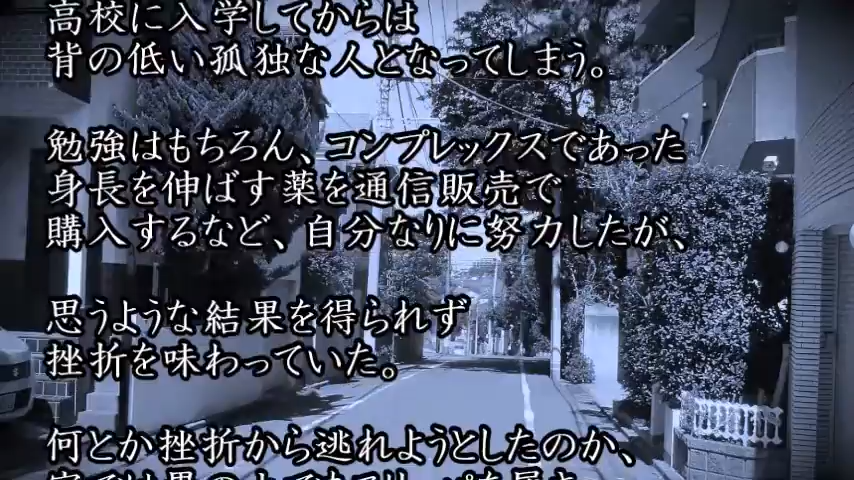 高校に入学してからは
背の低い孤独な人となってしまう。
勉強はもちろん、コンプレックスであった
身長を伸ばす薬を通信販売で
購入するなど、自分なりに努力したが、
思うような結果を得られず
挫折を味わっていた。
何とか挫折から逃れようとしたのか、